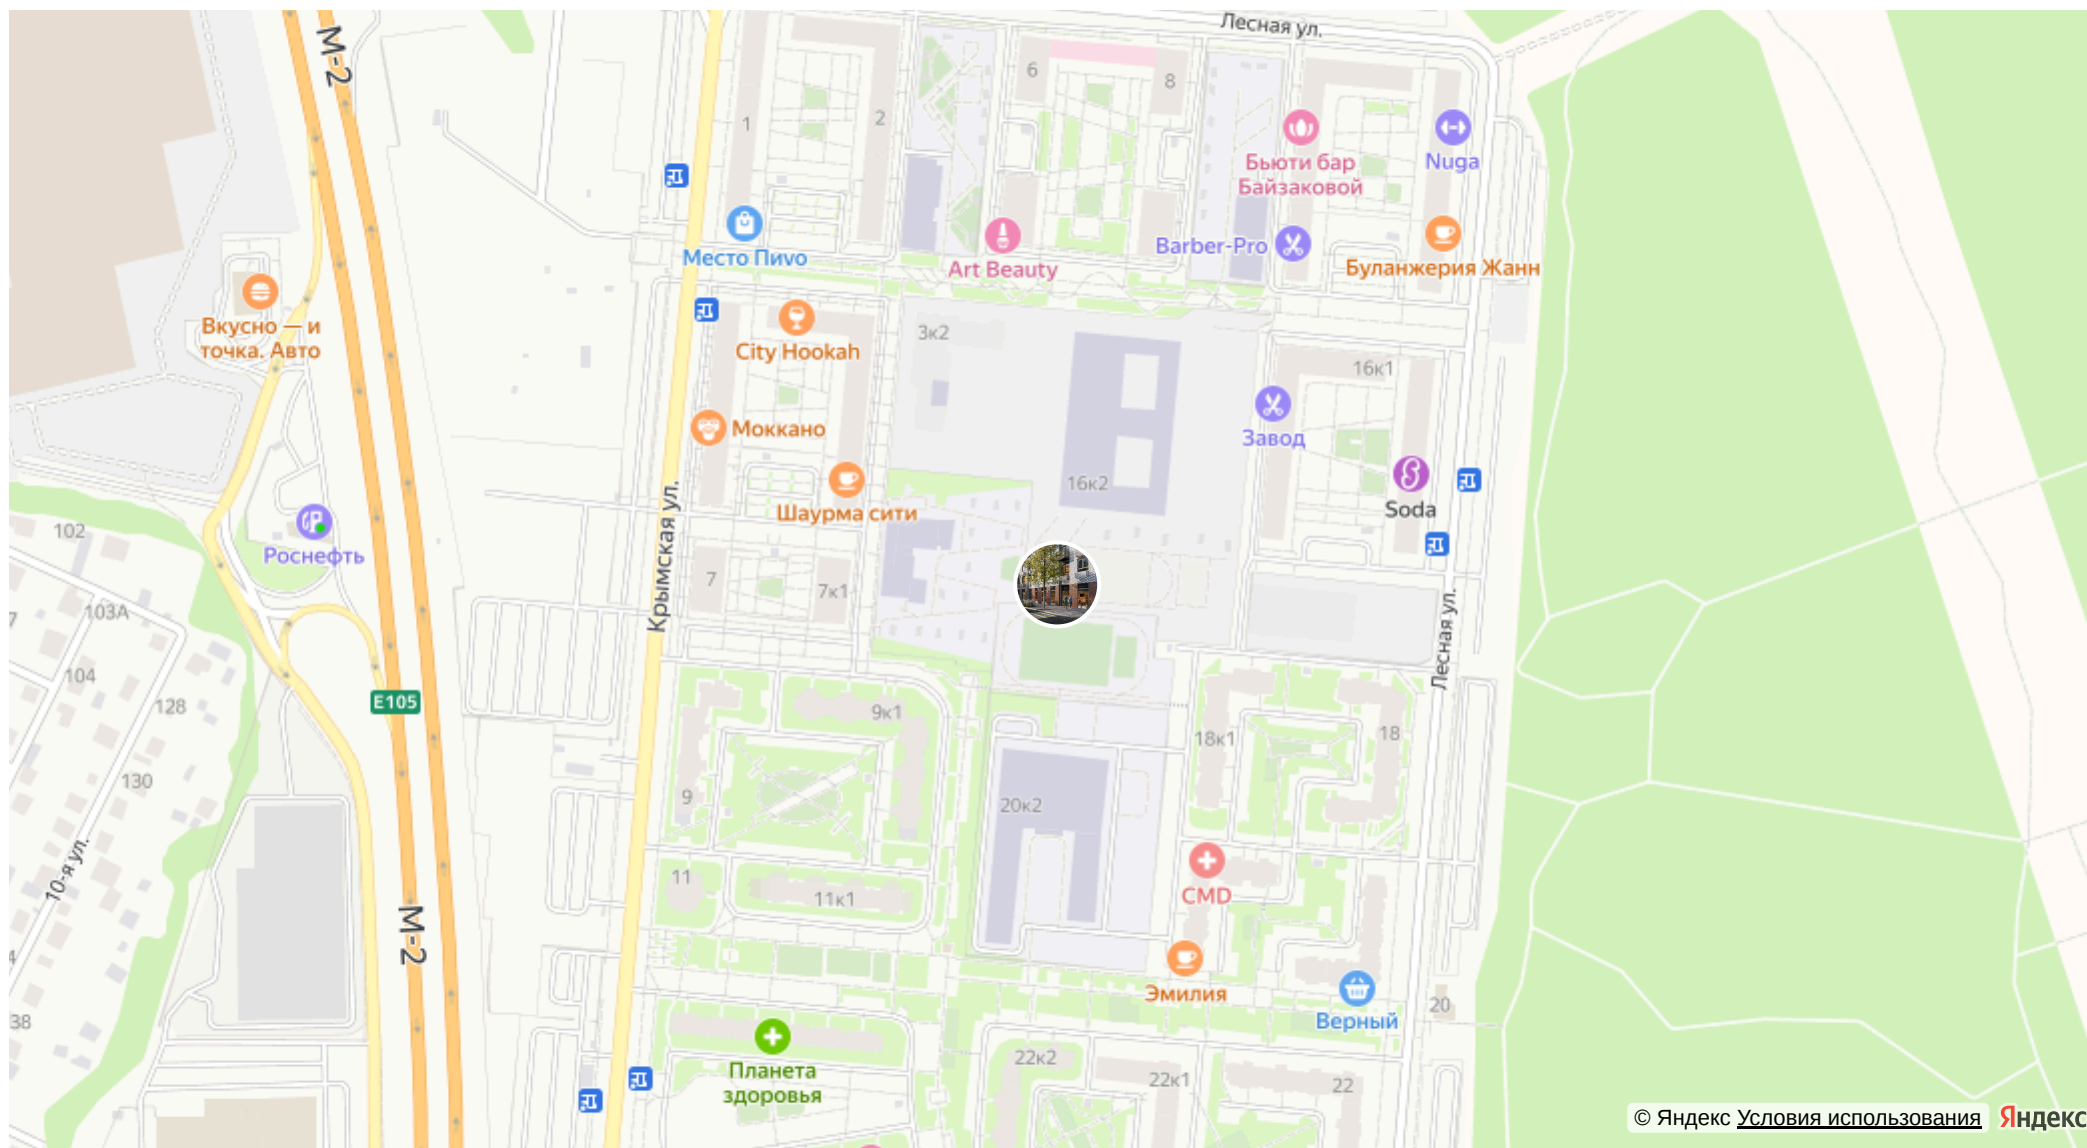 М-2
Лесная ул.
6
8
1
2
Бьюти бар
Байзаковой
Nuga
Место Пиvо
Art Beauty
Barber-Pro
Буланжерия Жанн
Вкусно — и
точка. Авто
City Hookah
3к2
16к1
Моккано
Завод
16к2
Soda
Шаурма сити
Крымская ул.
102
Роснефть
7
7к1
7
103А
Лесная ул.
104
E105
128
9к1
18к1
18
130
9
20к2
10-я ул.
11
11к1
CMD
М-2
4
Эмилия
Верный
20
38
Планета
здоровья
22к2
22к1
22
© Яндекс Условия использования
Яндекс